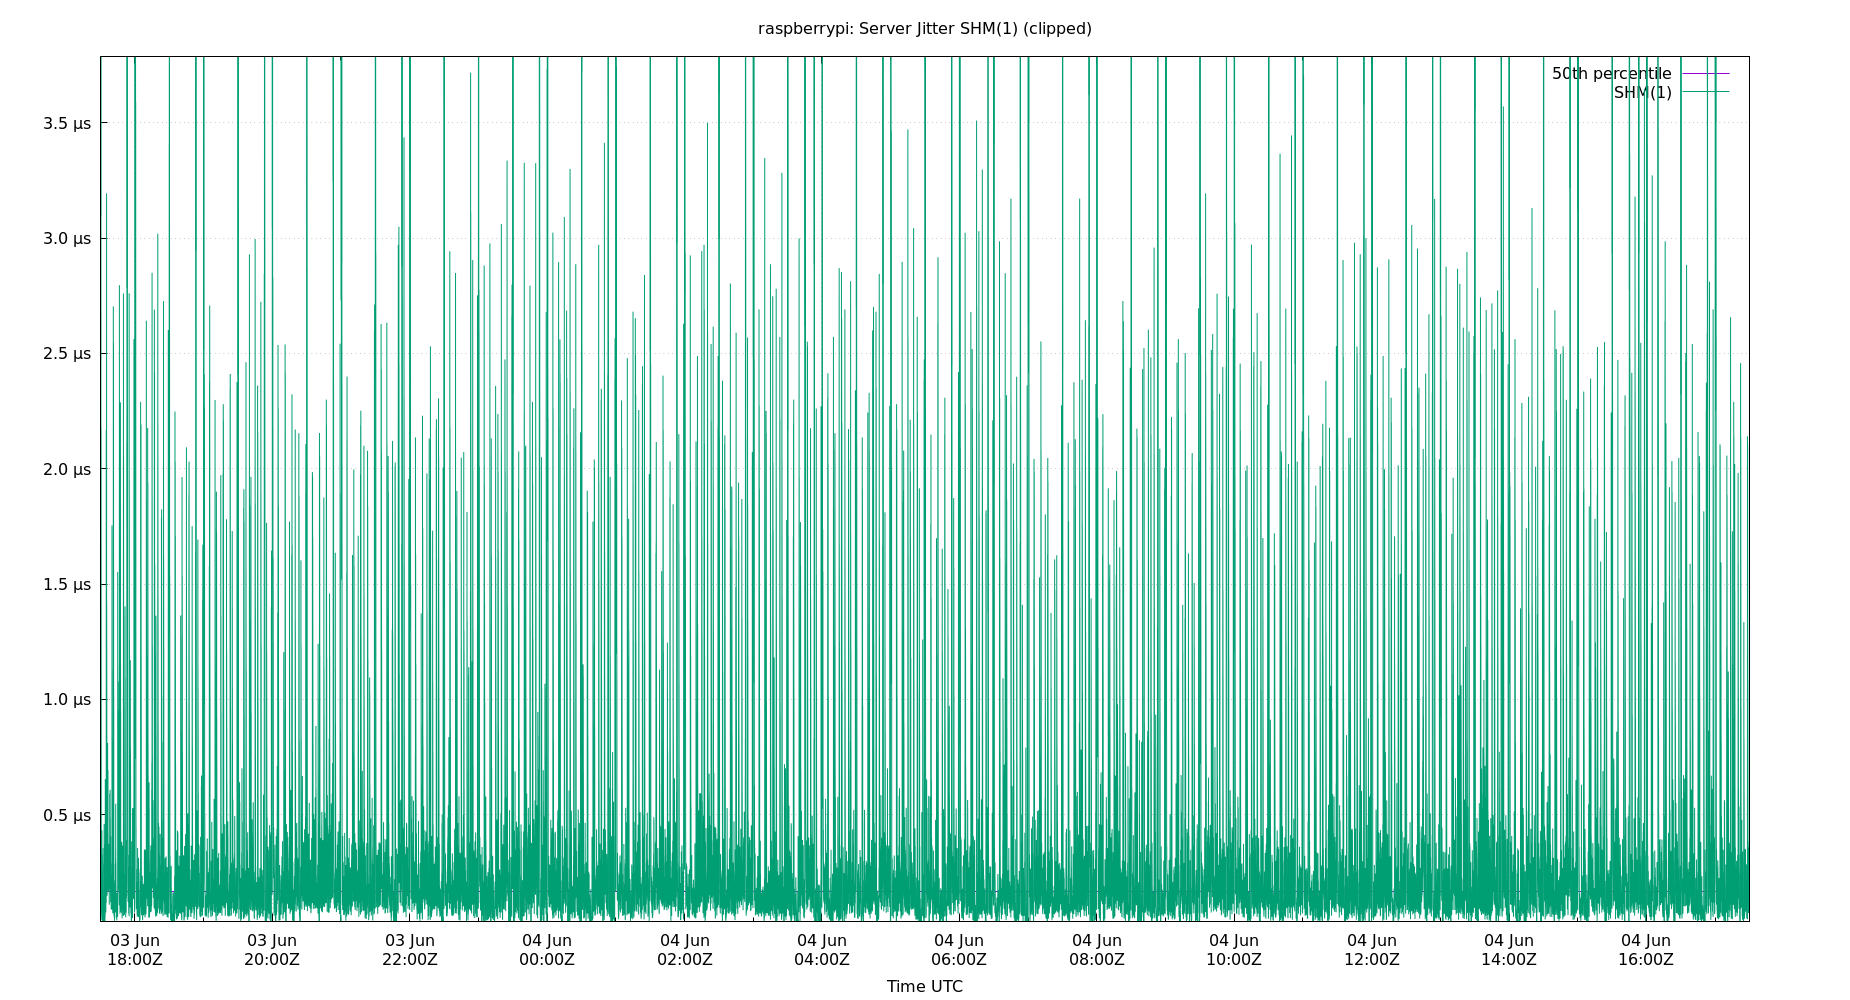 raspberrypi: Server Jitter SHM(1) (clipped)
50th percentile
SHM(1)
3.5 µs
3.0 µs
2.5 µs
2.0 µs
1.5 µs
1.0 µs
0.5 µs
03 Jun 03 Jun 03 Jun 04 Jun 04 Jun 04 Jun 04 Jun 04 Jun 04 Jun 04 Jun 04 Jun 04 Jun
18:00Z 20:00Z 22:00Z 00:00Z 02:00Z 04:00Z 06:00Z 08:00Z 10:00Z 12:00Z 14:00Z 16:00Z
Time UTC